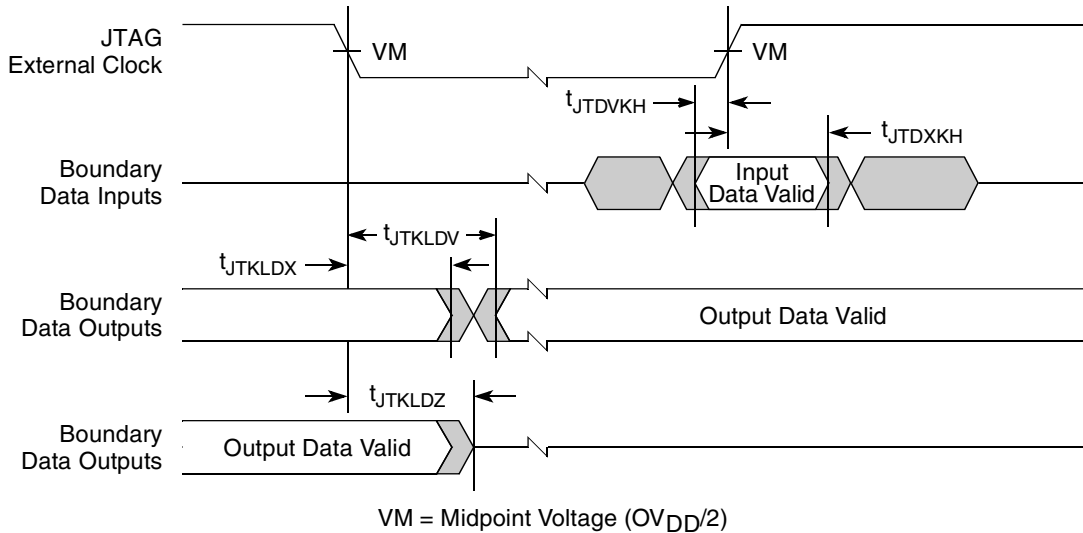 JTAG
External Clock
VM
VM
tJTDVKH
tJTDXKH
Boundary
Data Inputs
Input
Data Valid
tJTKLDV
tJTKLDX
Boundary
Data Outputs
Output Data Valid
tJTKLDZ
Boundary
Data Outputs
Output Data Valid
VM = Midpoint Voltage (OVDD/2)